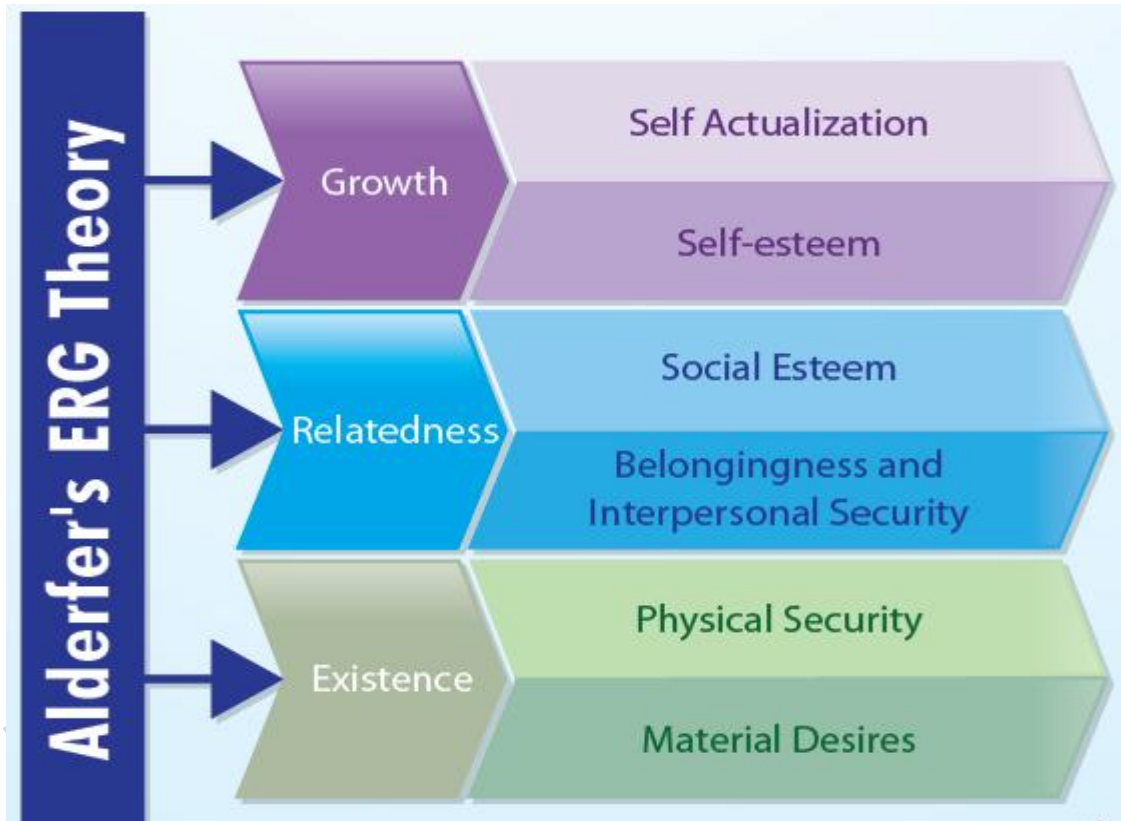 Alderfer's ERG Theory
Growth
Self Actualization
Self-esteem
Relatedness
Social Esteem
Belongingness and
Interpersonal Security
Existence
Physical Security
Material Desires